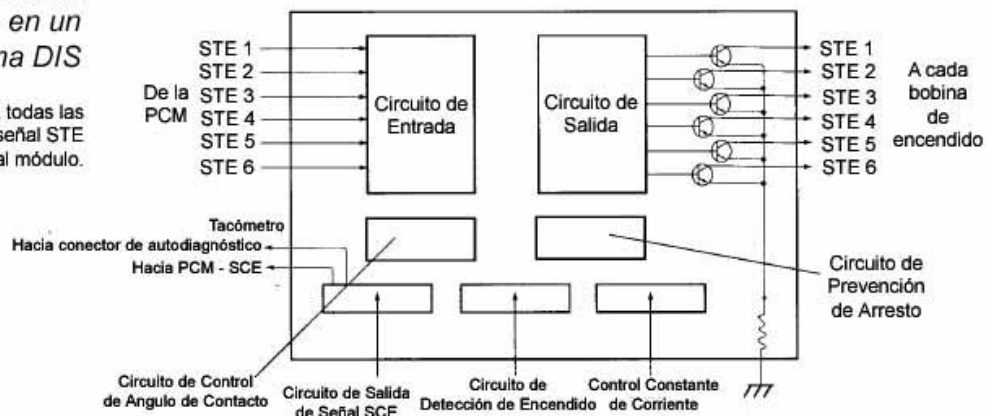 en un
na DIS
todas las
señal STE
al módulo.
De la
PCM
STE 1
STE 2
STE 3
STE 4
STE 5
STE 6
Circuito de
Entrada
Circuito de
Salida
STE 1
STE 2
STE 3
STE 4
STE 5
STE 6
A cada
bobina
de
encendido
Tacómetro
Hacia conector de autodiagnóstico
Hacia PCM - SCE
Circuito de
Prevención
de Arresto
Circuito de Control
de Angulo de Contacto
Circuito de Salida
de Señal SCE
Circuito de
Detección de Encendido
Control Constante
de Corriente